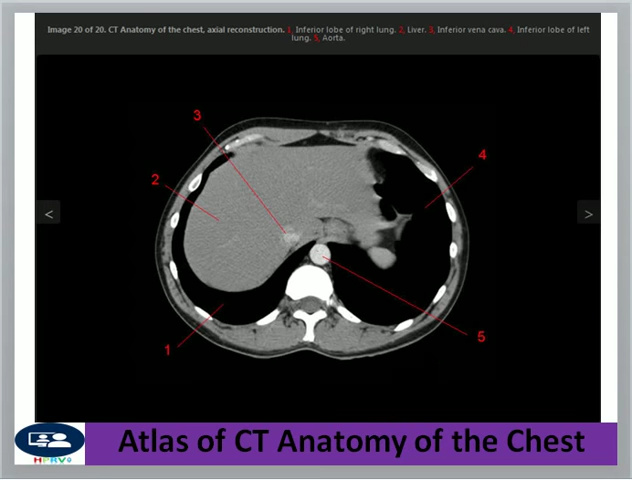 Image 20 of 20. CT Anatomy of the chest, axial reconstruction. 1, Inferior lobe of right lung. 2, Liver. 3, Inferior vena cava. 4, Inferior lobe of left
lung. 5, Aorta.
3
4
2
<
>
5
1
HPRV
Atlas of CT Anatomy of the Chest